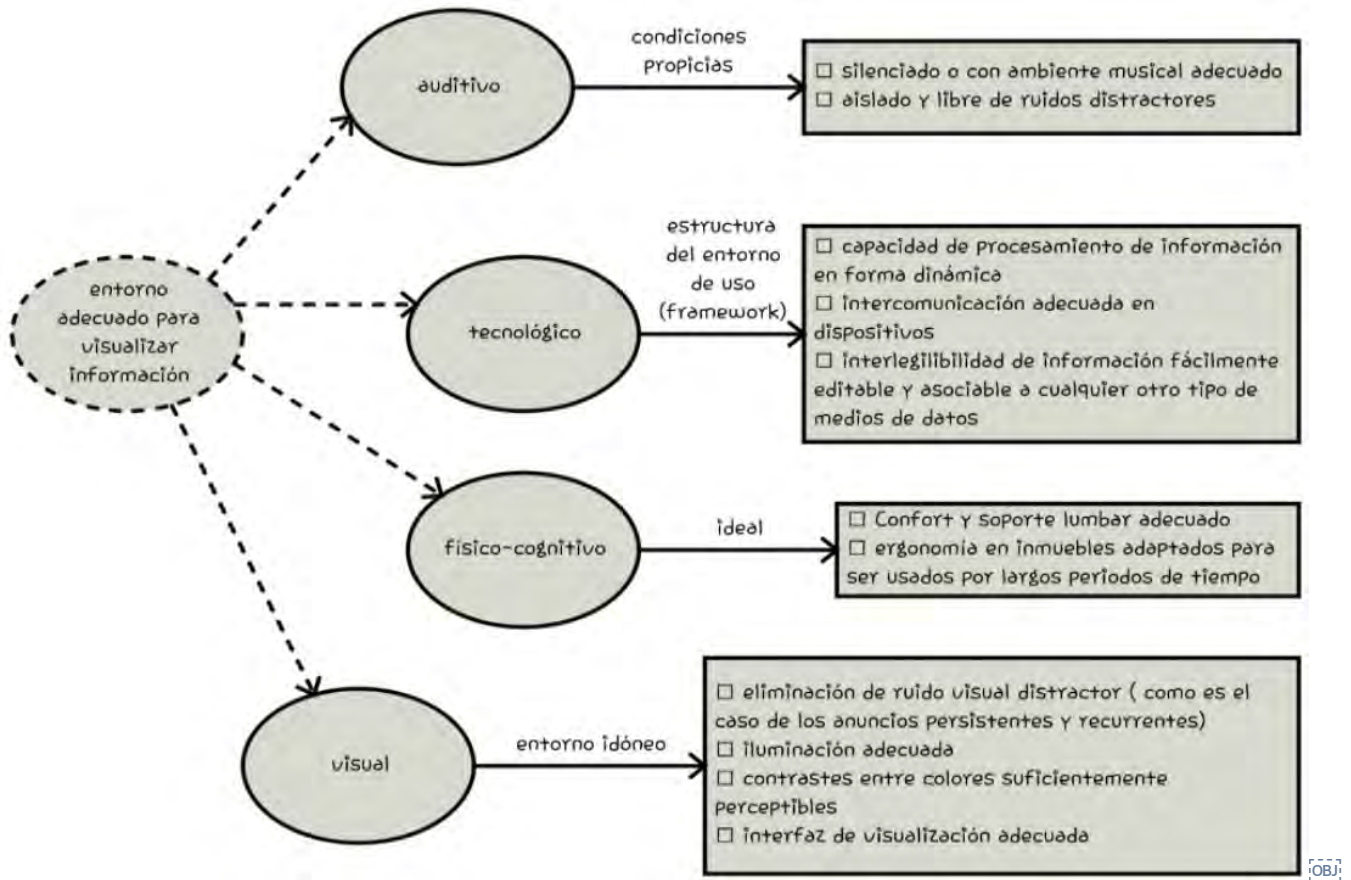 auditivo
condiciones
propicias
☐ silenciado o con ambiente musical adecuado
☐ aislado y libre de ruidos distractores
entorno
adecuado para
visualizar
información
tecnológico
estructura
del entorno
de uso
(framework)
☐ capacidad de procesamiento de información
en forma dinámica
☐ intercomunicación adecuada en
dispositivos
☐ interlegilibilidad de información fácilmente
editable y asociable a cualquier otro tipo de
medios de datos
físico-cognitivo
ideal
☐ Confort y soporte lumbar adecuado
☐ ergonomía en inmuebles adaptados para
ser usados por largos periodos de tiempo
visual
entorno idóneo
☐ eliminación de ruido visual distractor ( como es el
caso de los anuncios persistentes y recurrentes)
☐ iluminación adecuada
☐ contrastes entre colores suficientemente
perceptibles
☐ interfaz de visualización adecuada
OBJ